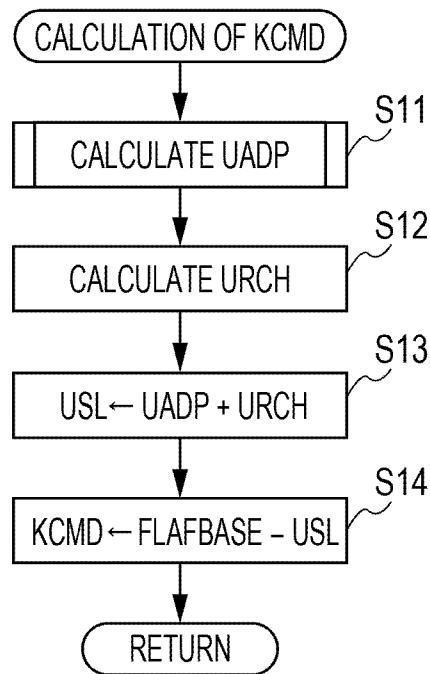 CALCULATION OF KCMD
S11
CALCULATE UADP
S12
CALCULATE URCH
S13
USL ← UADP + URCH
S14
KCMD ← FLAFBASE – USL
RETURN